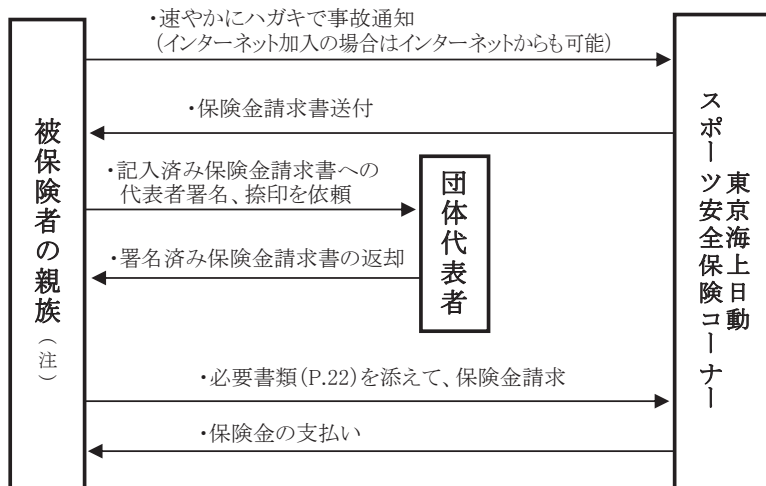 ・速やかにハガキで事故通知
（インターネット加入の場合はインターネットからも可能）
・保険金請求書送付
・記入済み保険金請求書への
代表者署名、捺印を依頼
・署名済み保険金請求書の返却
・必要書類（P.22）を添えて、保険金請求
・保険金の支払い
被保険者の親族（注）
団体代表者
東京海上日動
スポーツ安全保険コーナー